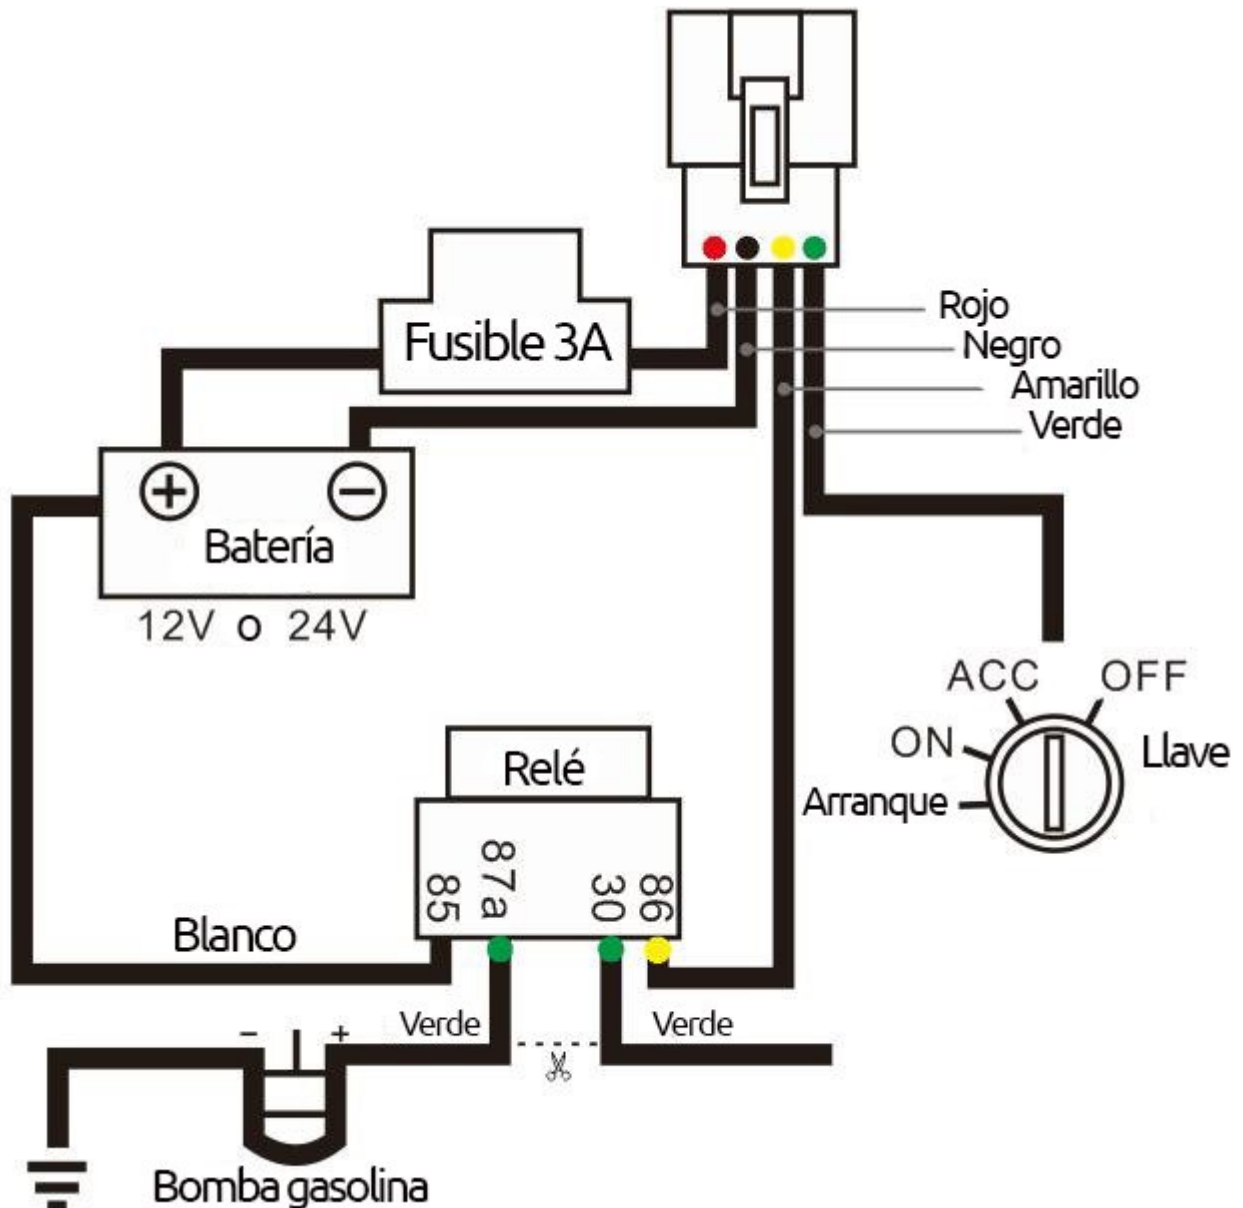 Rojo
Fusible 3A
Negro
Amarillo
Verde
+ −
Batería
12V o 24V
ACC OFF
ON
Llave
Relé
Arranque
85 87a 30 86
Blanco
Verde Verde
− +
Bomba gasolina